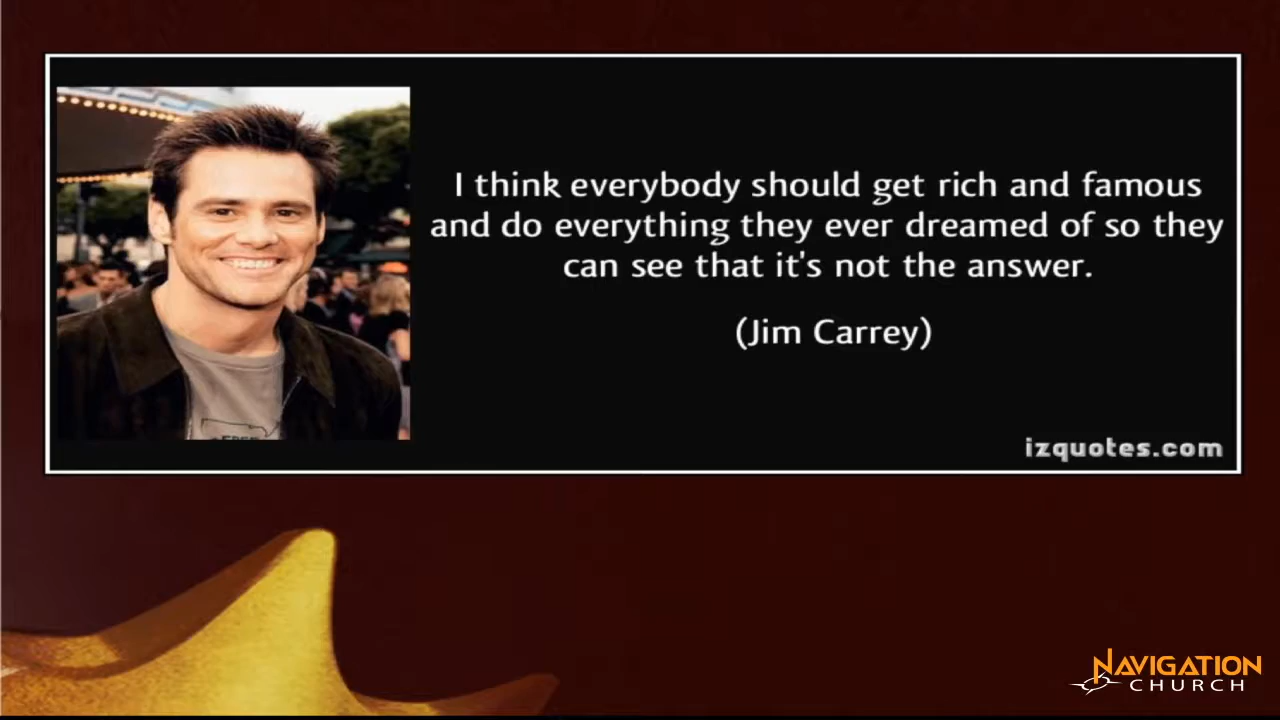 I think everybody should get rich and famous
and do everything they ever dreamed of so they
can see that it's not the answer.
(Jim Carrey)
izquotes.com
NAVIGATION
CHURCH